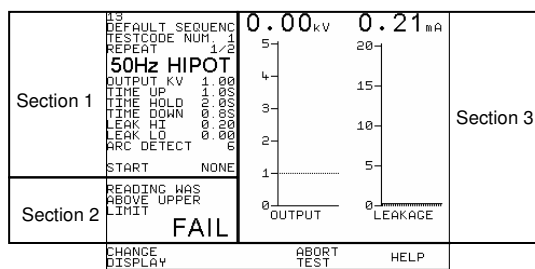 Section 1
13
DEFAULT SEQUENC
TESTCODE NUM. 1
REPEAT 1/2
50Hz HIPOT
OUTPUT KV 1.00
TIME UP 1.0S
TIME HOLD 2.0S
TIME DOWN 0.8S
LEAK HI 0.20
LEAK LO 0.00
ARC DETECT 6
START NONE
Section 2
READING WAS
ABOVE UPPER
LIMIT
FAIL
0.00kV 0.21mA
5
4
3
2
1
0
OUTPUT
20
15
10
5
0
LEAKAGE
Section 3
CHANGE
DISPLAY
ABORT
TEST
HELP